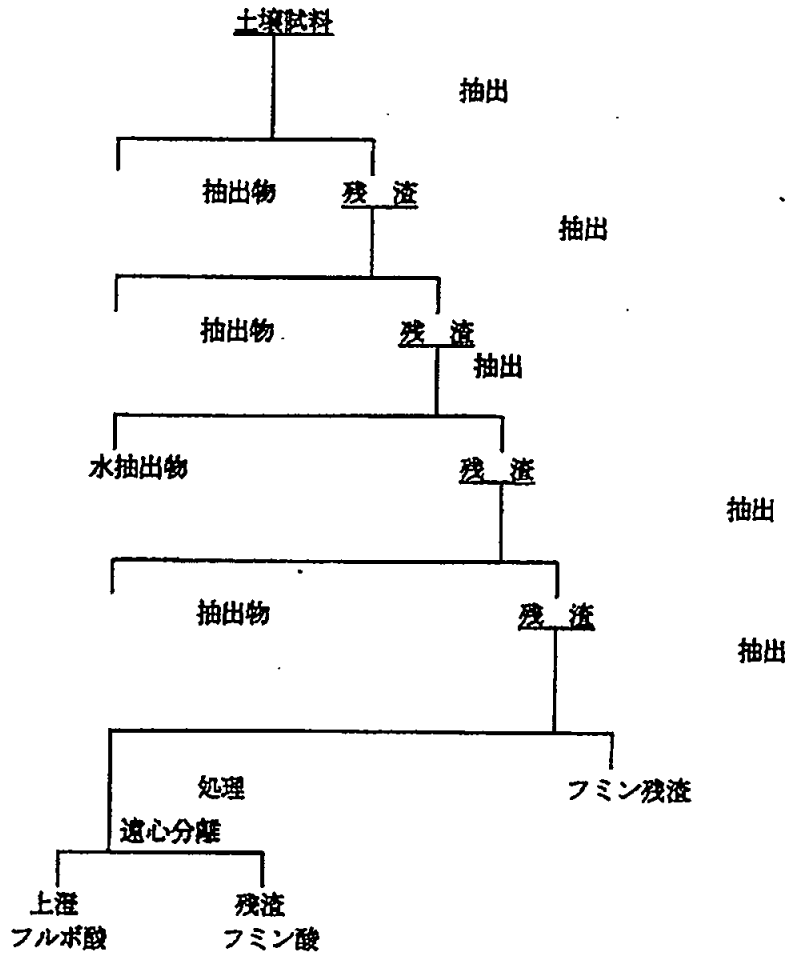 土壌試料
抽出
抽出物
残 渣
抽出
抽出物
残 渣
抽出
水抽出物
残 渣
抽出
抽出物
残 渣
抽出
処理
フミン残渣
遠心分離
上澄
残渣
フルボ酸
フミン酸